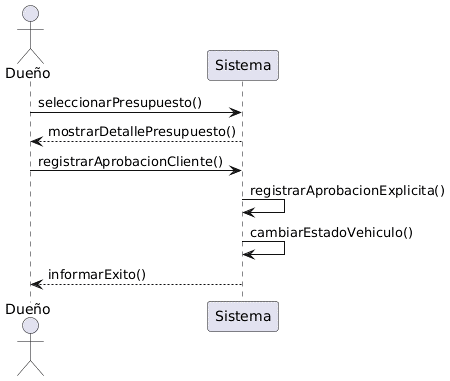 Dueño
Sistema
seleccionarPresupuesto()
mostrarDetallePresupuesto()
registrarAprobacionCliente()
registrarAprobacionExplicita()
cambiarEstadoVehiculo()
informarExito()
Dueño
Sistema